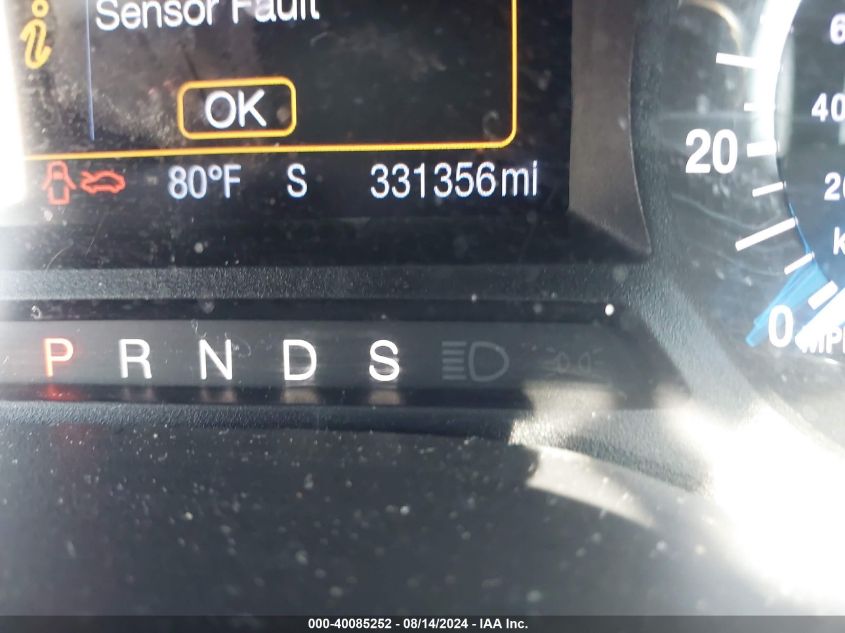 Sensor Fault
OK
80°F S 331356mi
20
40
0
P R N D S
000-40085252 - 08/14/2024 - IAA Inc.